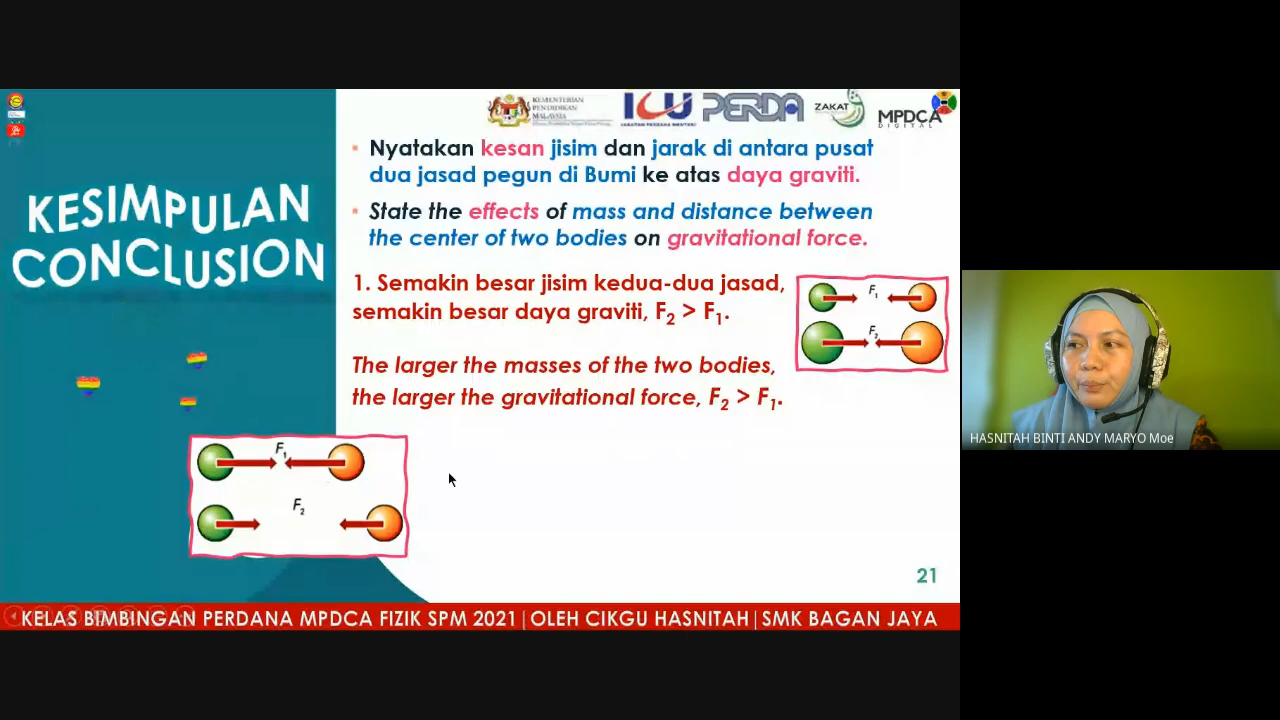 KEMENTERIAN
PENDIDIKAN
MALAYSIA
ICU
JABATAN PERDANA MENTERI
PERDA
ZAKAT
MPDCA
DIGITAL
KESIMPULAN
CONCLUSION
Nyatakan kesan jisim dan jarak di antara pusat
dua jasad pegun di Bumi ke atas daya graviti.
State the effects of mass and distance between
the center of two bodies on gravitational force.
1. Semakin besar jisim kedua-dua jasad,
semakin besar daya graviti, F₂ > F₁.
The larger the masses of the two bodies,
the larger the gravitational force, F₂ > F₁.
F₁
F₂
F₁
F₂
21
KELAS BIMBINGAN PERDANA MPDCA FIZIK SPM 2021|OLEH CIKGU HASNITAH|SMK BAGAN JAYA
HASNITAH BINTI ANDY MARYO Moe